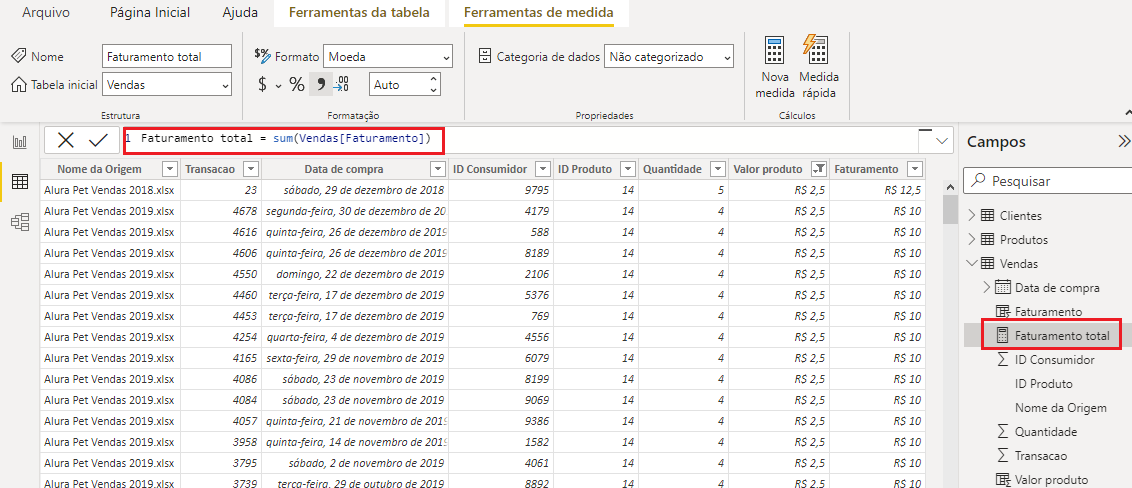 Arquivo Página Inicial Ajuda Ferramentas da tabela Ferramentas de medida
Nome Faturamento total
Tabela inicial Vendas
Estrutura
Formato Moeda
$ % 9 .00 Auto
Formatação
Categoria de dados Não categorizado
Propriedades
Nova medida
Medida rápida
Cálculos
1 Faturamento total = sum(Vendas[Faturamento])
Nome da Origem Transacao Data de compra ID Consumidor ID Produto Quantidade Valor produto Faturamento
Alura Pet Vendas 2018.xlsx 23 sábado, 29 de dezembro de 2018 9795 14 5 R$ 2,5 R$ 12,5
Alura Pet Vendas 2019.xlsx 4678 segunda-feira, 30 de dezembro de 20 4179 14 4 R$ 2,5 R$ 10
Alura Pet Vendas 2019.xlsx 4616 quinta-feira, 26 de dezembro de 2019 588 14 4 R$ 2,5 R$ 10
Alura Pet Vendas 2019.xlsx 4606 quinta-feira, 26 de dezembro de 2019 8189 14 4 R$ 2,5 R$ 10
Alura Pet Vendas 2019.xlsx 4550 domingo, 22 de dezembro de 2019 2106 14 4 R$ 2,5 R$ 10
Alura Pet Vendas 2019.xlsx 4460 terça-feira, 17 de dezembro de 2019 5376 14 4 R$ 2,5 R$ 10
Alura Pet Vendas 2019.xlsx 4453 terça-feira, 17 de dezembro de 2019 769 14 4 R$ 2,5 R$ 10
Alura Pet Vendas 2019.xlsx 4254 quarta-feira, 4 de dezembro de 2019 4556 14 4 R$ 2,5 R$ 10
Alura Pet Vendas 2019.xlsx 4165 sexta-feira, 29 de novembro de 2019 6079 14 4 R$ 2,5 R$ 10
Alura Pet Vendas 2019.xlsx 4086 sábado, 23 de novembro de 2019 8199 14 4 R$ 2,5 R$ 10
Alura Pet Vendas 2019.xlsx 4084 sábado, 23 de novembro de 2019 9069 14 4 R$ 2,5 R$ 10
Alura Pet Vendas 2019.xlsx 4057 quinta-feira, 21 de novembro de 2019 9386 14 4 R$ 2,5 R$ 10
Alura Pet Vendas 2019.xlsx 3958 quinta-feira, 14 de novembro de 2019 1582 14 4 R$ 2,5 R$ 10
Alura Pet Vendas 2019.xlsx 3795 sábado, 2 de novembro de 2019 4061 14 4 R$ 2,5 R$ 10
Alura Pet Vendas 2019.xlsx 3739 terça-feira, 29 de outubro de 2019 8892 14 4 R$ 2,5 R$ 10
Campos
Pesquisar
Clientes
Produtos
Vendas
Data de compra
Faturamento
Faturamento total
ID Consumidor
ID Produto
Nome da Origem
Quantidade
Transacao
Valor produto